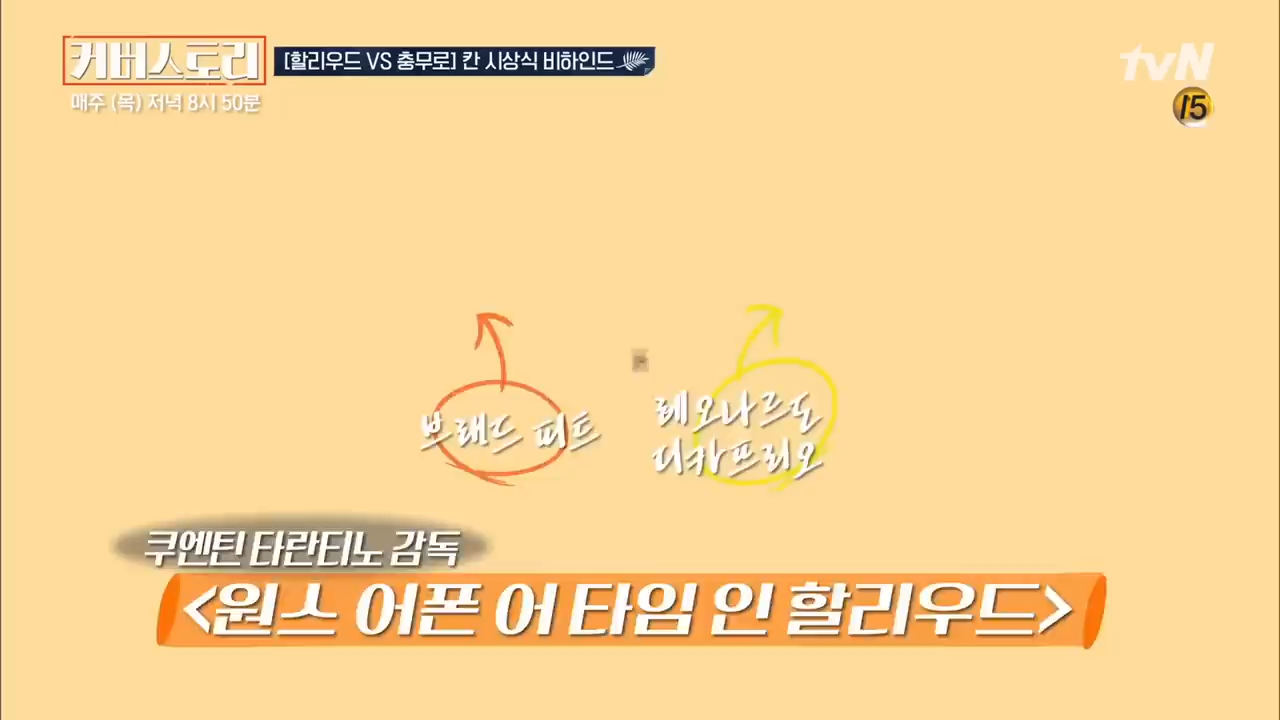 커버스토리
[할리우드 VS 충무로] 칸 시상식 비하인드
매주 (목) 저녁 8시 50분
tvN
15
브래드 피트
레오나르도
디카프리오
쿠엔틴 타란티노 감독
<원스 어폰 어 타임 인 할리우드>